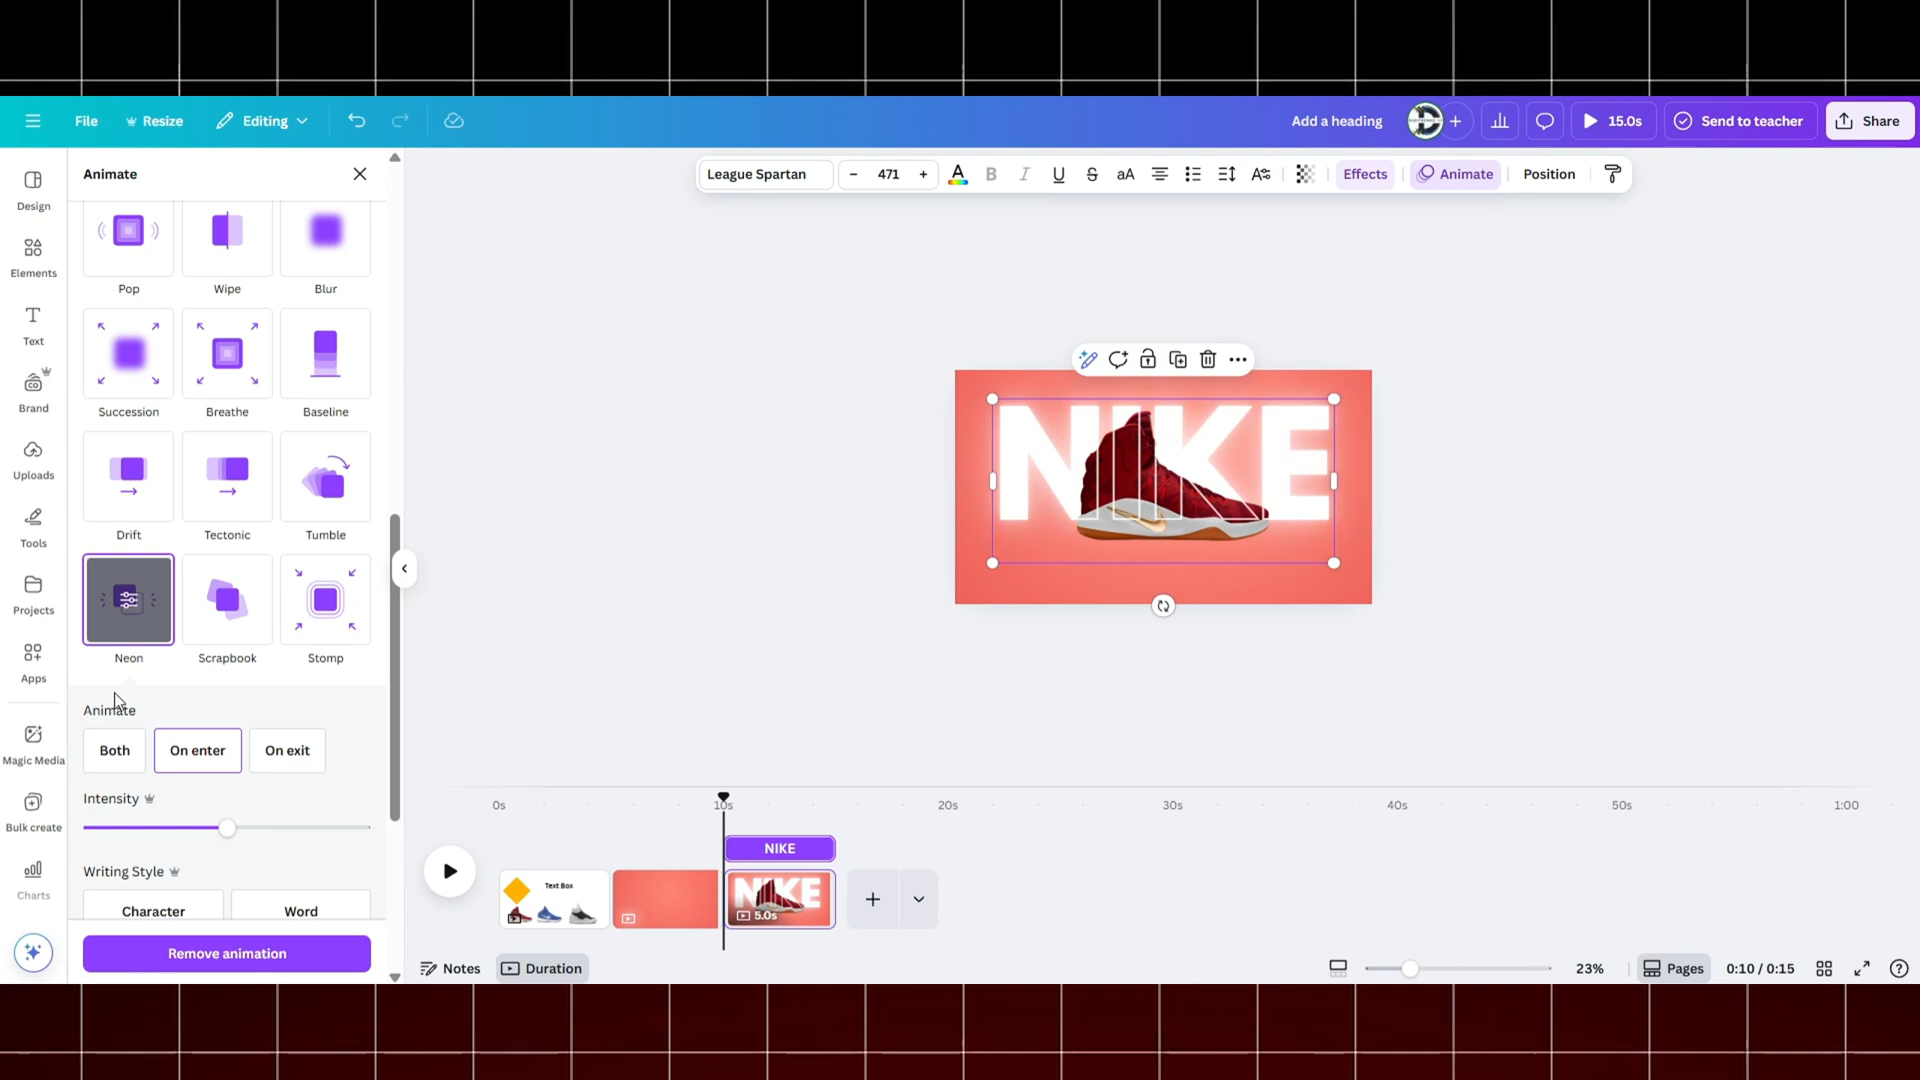 File
Resize
Editing
Add a heading
15.0s
Send to teacher
Share
Design
Elements
Text
Brand
Uploads
Tools
Projects
Apps
Magic Media
Bulk create
Charts
Animate
Pop
Wipe
Blur
Succession
Breathe
Baseline
Drift
Tectonic
Tumble
Neon
Scrapbook
Stomp
Animate
Both
On enter
On exit
Intensity
Writing Style
Character
Word
Remove animation
League Spartan
471
Effects
Animate
Position
NIKE
0s
10s
20s
30s
40s
50s
1:00
NIKE
Text Box
NIKE
5.0s
Notes
Duration
23%
Pages
0:10 / 0:15